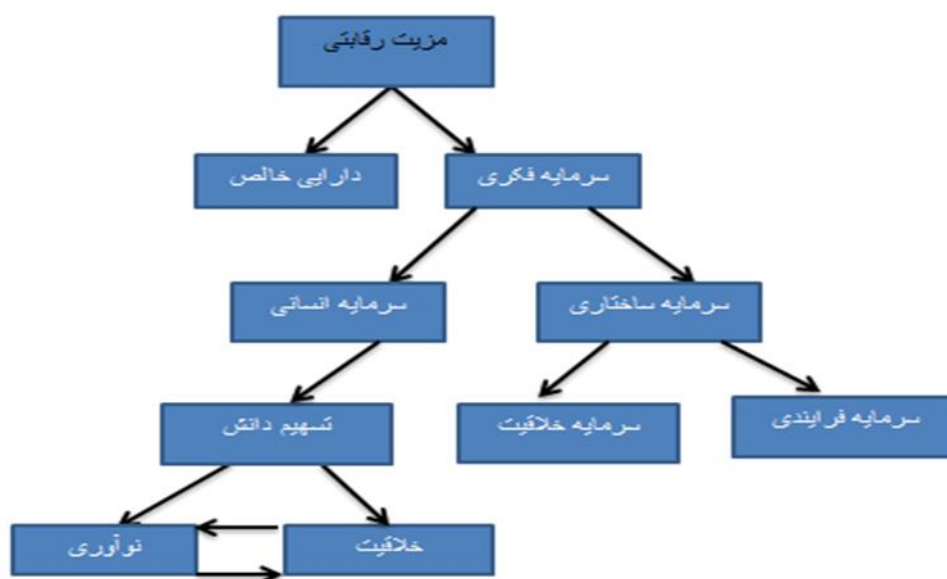 مزیت رقابتی
سرمایه فکری
دارایی خالص
سرمایه ساختاری
سرمایه انسانی
سرمایه فرایندی
سرمایه خلاقیت
تسهیم دانش
خلاقیت
نوآوری